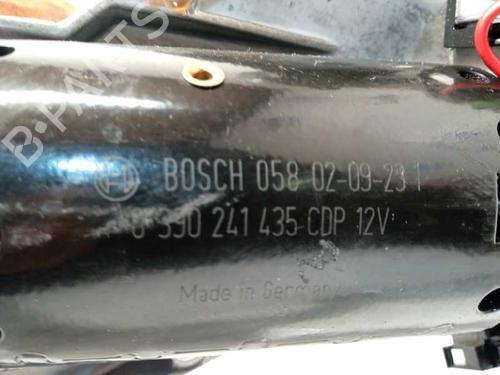 B-PARTS
BOSCH 058 02-09-23 1
0 390 241 435 CDP 12V
Made in Germany